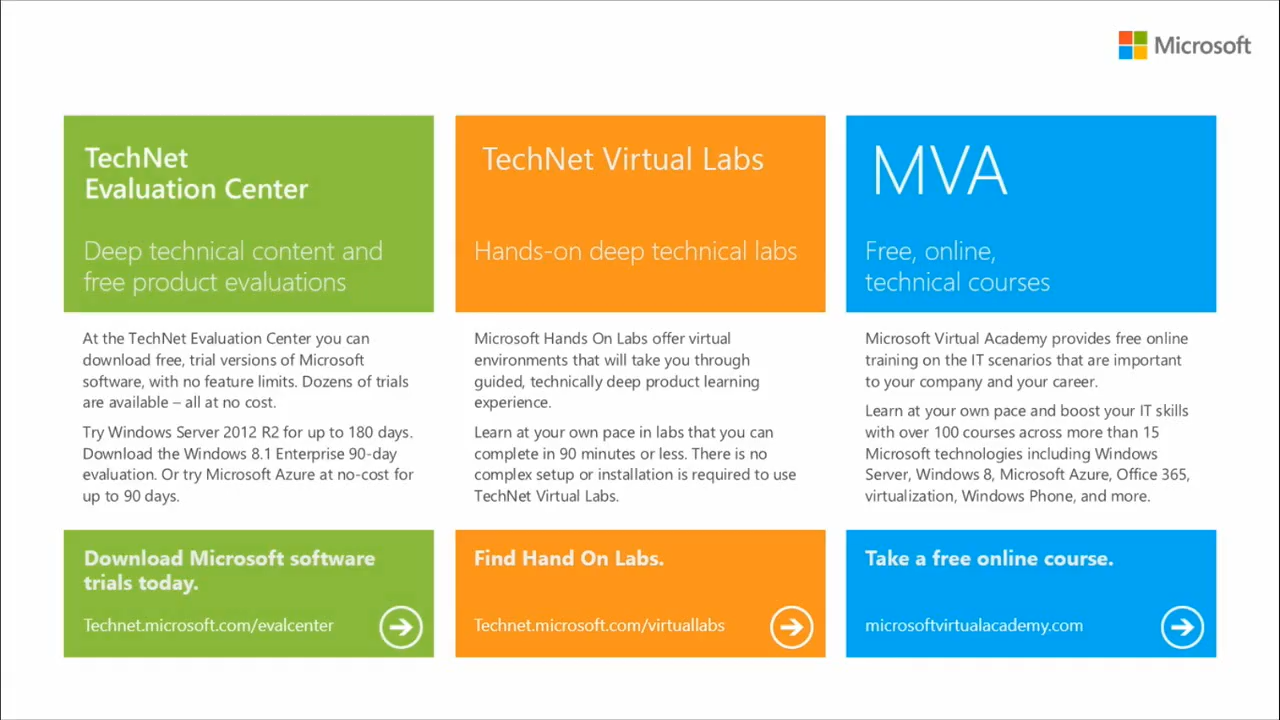 Microsoft
TechNet
Evaluation Center
Deep technical content and
free product evaluations
At the TechNet Evaluation Center you can
download free, trial versions of Microsoft
software, with no feature limits. Dozens of trials
are available – all at no cost.
Try Windows Server 2012 R2 for up to 180 days.
Download the Windows 8.1 Enterprise 90-day
evaluation. Or try Microsoft Azure at no-cost for
up to 90 days.
Download Microsoft software
trials today.
Technet.microsoft.com/evalcenter
TechNet Virtual Labs
Hands-on deep technical labs
Microsoft Hands On Labs offer virtual
environments that will take you through
guided, technically deep product learning
experience.
Learn at your own pace in labs that you can
complete in 90 minutes or less. There is no
complex setup or installation is required to use
TechNet Virtual Labs.
Find Hand On Labs.
Technet.microsoft.com/virtuallabs
MVA
Free, online,
technical courses
Microsoft Virtual Academy provides free online
training on the IT scenarios that are important
to your company and your career.
Learn at your own pace and boost your IT skills
with over 100 courses across more than 15
Microsoft technologies including Windows
Server, Windows 8, Microsoft Azure, Office 365,
virtualization, Windows Phone, and more.
Take a free online course.
microsoftvirtualacademy.com